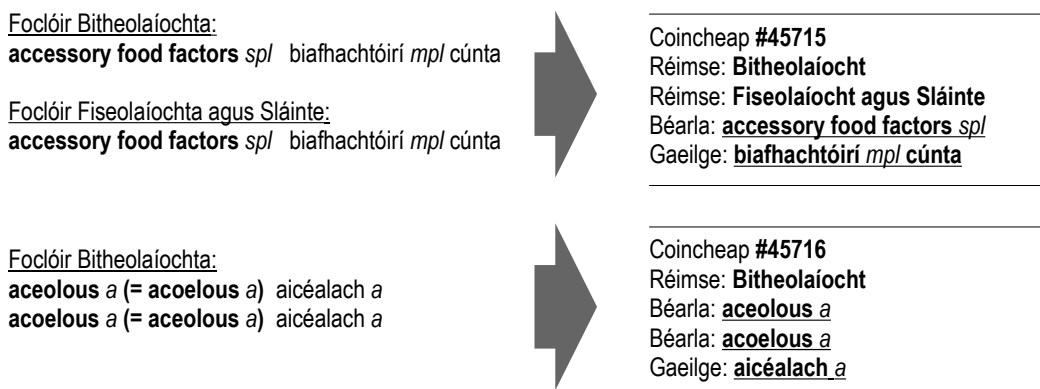 Foclóir Bitheolaíochta:
accessory food factors spl biafhachtóirí mpl cúnta
Foclóir Fiseolaíochta agus Sláinte:
accessory food factors spl biafhachtóirí mpl cúnta
Coincheap #45715
Réimse: Bitheolaíocht
Réimse: Fiseolaíocht agus Sláinte
Béarla: accessory food factors spl
Gaeilge: biafhachtóirí mpl cúnta
Foclóir Bitheolaíochta:
aceolous a (= acoelous a) aicéalach a
acoelous a (= aceolous a) aicéalach a
Coincheap #45716
Réimse: Bitheolaíocht
Béarla: aceolous a
Béarla: acoelous a
Gaeilge: aicéalach a